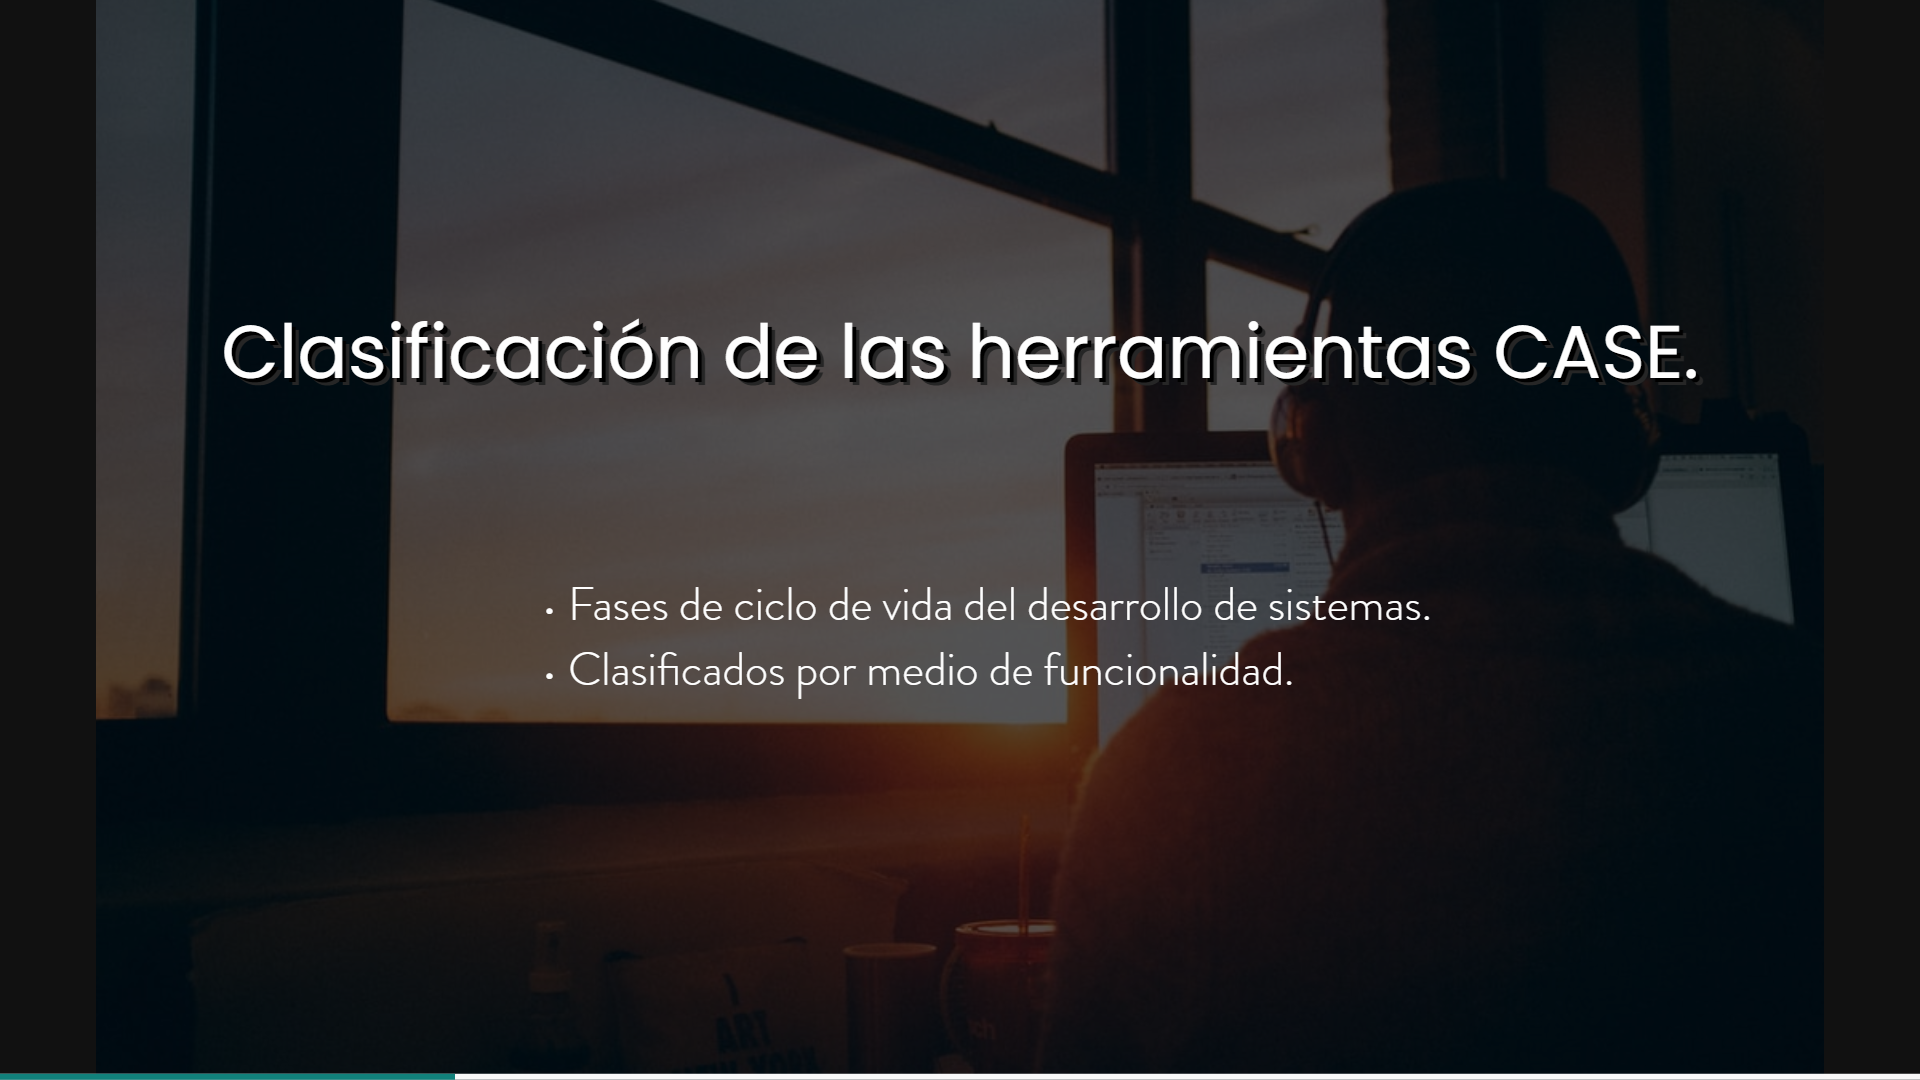 Clasificación de las herramientas CASE.
• Fases de ciclo de vida del desarrollo de sistemas.
• Clasificados por medio de funcionalidad.
ART